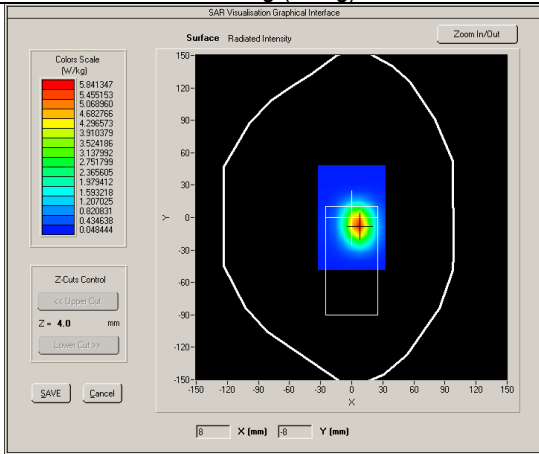 SAR Visualisation Graphical Interface
Surface Radiated Intensity
Zoom In/Out
Colors Scale
(W/kg)
5.841347
5.455153
5.068960
4.682766
4.296573
3.910379
3.524186
3.137992
2.751799
2.365605
1.979412
1.593218
1.207025
0.820831
0.434638
0.048444
Z-Cuts Control
<< Upper Cut
Z = 4.0 mm
Lower Cut >>
SAVE Cancel
150
120
90
60
30
0
-30
-60
-90
-120
-150
Y
-150 -120 -90 -60 -30 0 30 60 90 120 150
X
8 X (mm) -8 Y (mm)